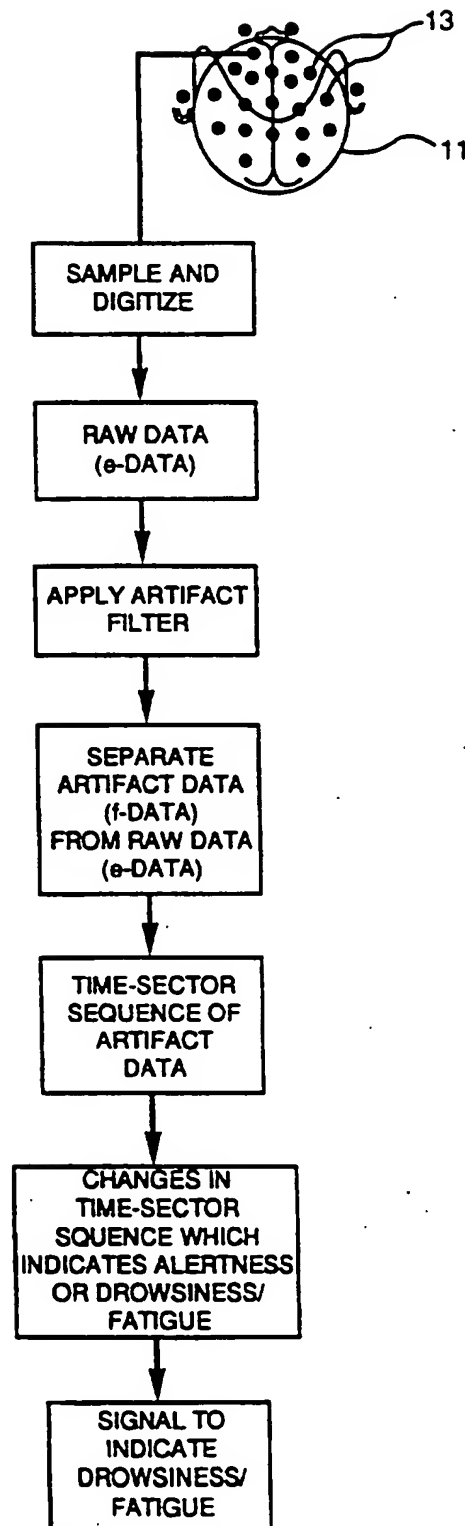 13
11
SAMPLE AND
DIGITIZE
RAW DATA
(e-DATA)
APPLY ARTIFACT
FILTER
SEPARATE
ARTIFACT DATA
(f-DATA)
FROM RAW DATA
(e-DATA)
TIME-SECTOR
SEQUENCE OF
ARTIFACT
DATA
CHANGES IN
TIME-SECTOR
SQUENCE WHICH
INDICATES ALERTNESS
OR DROWSINESS/
FATIGUE
SIGNAL TO
INDICATE
DROWSINESS/
FATIGUE